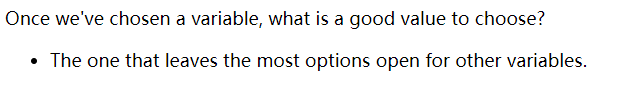 Once we've chosen a variable, what is a good value to choose?
• The one that leaves the most options open for other variables.